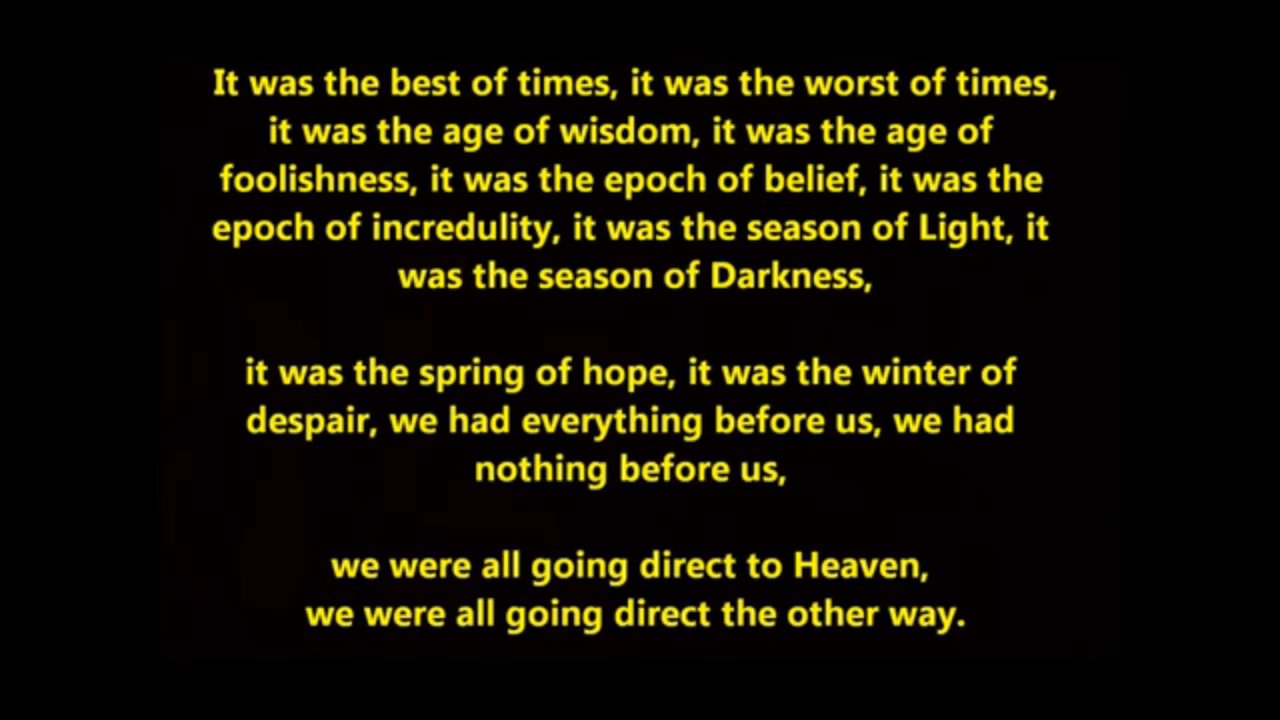 It was the best of times, it was the worst of times,
it was the age of wisdom, it was the age of
foolishness, it was the epoch of belief, it was the
epoch of incredulity, it was the season of Light, it
was the season of Darkness,
it was the spring of hope, it was the winter of
despair, we had everything before us, we had
nothing before us,
we were all going direct to Heaven,
we were all going direct the other way.